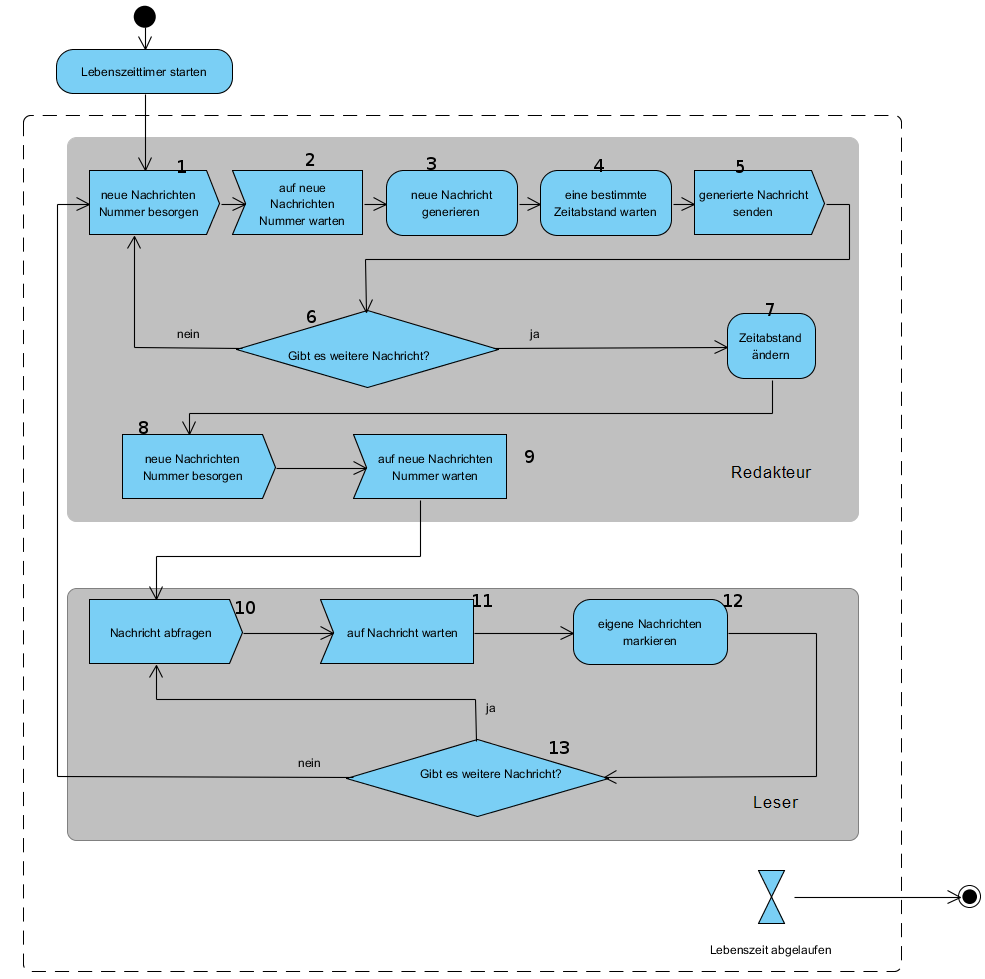 Lebenszeittimer starten
1
neue Nachrichten
Nummer besorgen
2
auf neue
Nachrichten
Nummer warten
3
neue Nachricht
generieren
4
eine bestimmte
Zeitabstand warten
5
generierte Nachricht
senden
6
Gibt es weitere Nachricht?
nein
ja
7
Zeitabstand
ändern
8
neue Nachrichten
Nummer besorgen
9
auf neue Nachrichten
Nummer warten
Redakteur
10
Nachricht abfragen
11
auf Nachricht warten
12
eigene Nachrichten
markieren
ja
13
Gibt es weitere Nachricht?
nein
Leser
Lebenszeit abgelaufen